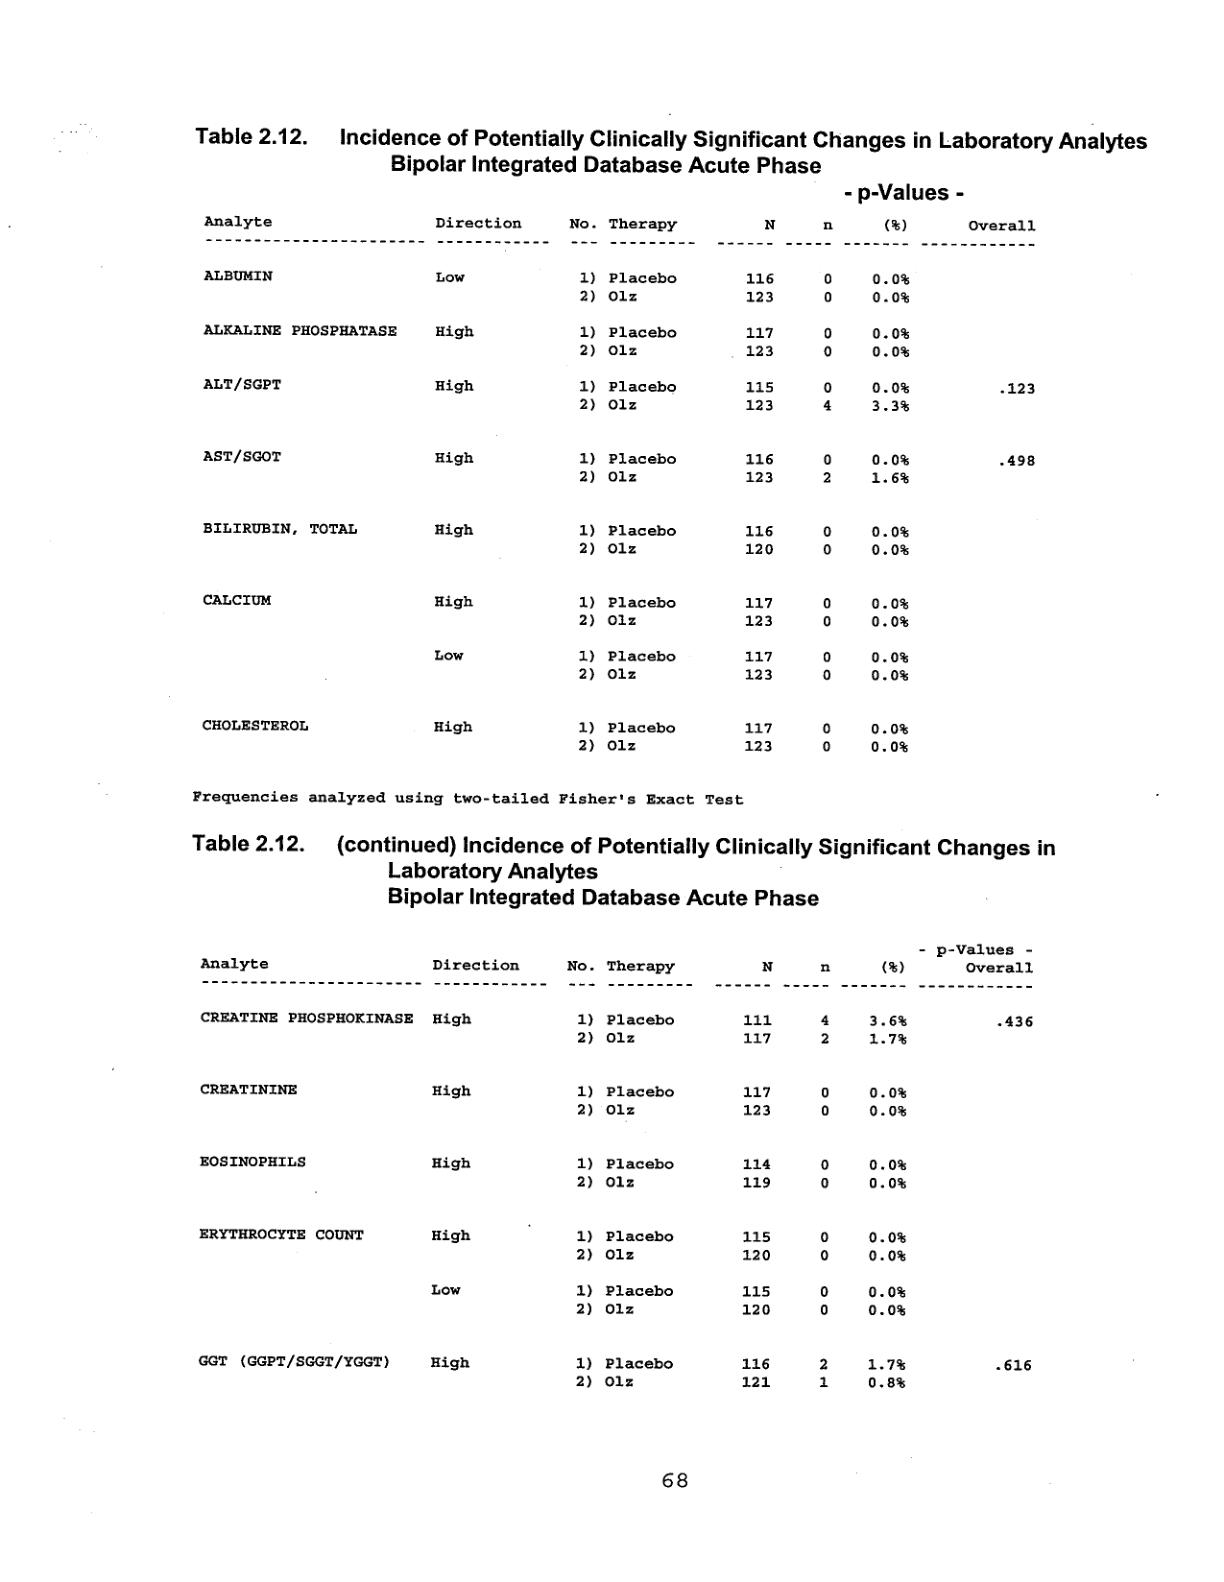 Table 2.12. Incidence of Potentially Clinically Significant Changes in Laboratory Analytes
Bipolar Integrated Database Acute Phase
- p-Values -
Analyte Direction No. Therapy N n (%) Overall
----------------------- ------------ --- --------- ------ ----- ------- ------------
ALBUMIN Low 1) Placebo 116 0 0.0%
2) Olz 123 0 0.0%
ALKALINE PHOSPHATASE High 1) Placebo 117 0 0.0%
2) Olz 123 0 0.0%
ALT/SGPT High 1) Placebo 115 0 0.0% .123
2) Olz 123 4 3.3%
AST/SGOT High 1) Placebo 116 0 0.0% .498
2) Olz 123 2 1.6%
BILIRUBIN, TOTAL High 1) Placebo 116 0 0.0%
2) Olz 120 0 0.0%
CALCIUM High 1) Placebo 117 0 0.0%
2) Olz 123 0 0.0%
Low 1) Placebo 117 0 0.0%
2) Olz 123 0 0.0%
CHOLESTEROL High 1) Placebo 117 0 0.0%
2) Olz 123 0 0.0%
Frequencies analyzed using two-tailed Fisher's Exact Test
Table 2.12. (continued) Incidence of Potentially Clinically Significant Changes in
Laboratory Analytes
Bipolar Integrated Database Acute Phase
- p-Values -
Analyte Direction No. Therapy N n (%) Overall
----------------------- ------------ --- --------- ------ ----- ------- ------------
CREATINE PHOSPHOKINASE High 1) Placebo 111 4 3.6% .436
2) Olz 117 2 1.7%
CREATININE High 1) Placebo 117 0 0.0%
2) Olz 123 0 0.0%
EOSINOPHILS High 1) Placebo 114 0 0.0%
2) Olz 119 0 0.0%
ERYTHROCYTE COUNT High 1) Placebo 115 0 0.0%
2) Olz 120 0 0.0%
Low 1) Placebo 115 0 0.0%
2) Olz 120 0 0.0%
GGT (GGPT/SGGT/YGGT) High 1) Placebo 116 2 1.7% .616
2) Olz 121 1 0.8%
68